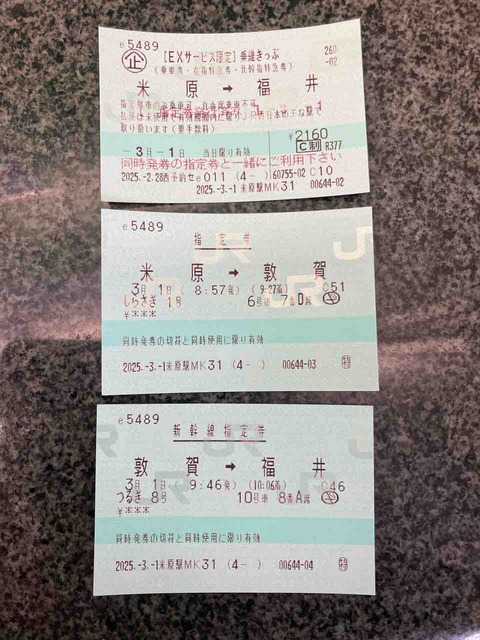 e5489
企
[EXサービス限定] 乗継きっぷ
260
-02
(乗車券・在指特急券・北幹指特急券)
米原 → 福井
¥2160
C制 R377
-3月-1日 当日限り有効
同時発券の指定券と一緒にご利用下さい
2025.-2.28西予約セe011 (4- ) 60755-02 C10
2025.-3.-1米原駅MK31 00644-02
e5489
指定券
米原 → 敦賀
3月 1日 ( 8:57発) ( 9:27着) C51
しらさぎ 1号 6号車 7番D席
¥***
同時発券の切符と同時使用に限り有効
2025.-3.-1米原駅MK31 (4- ) 00644-03 特
e5489
新幹線指定券
敦賀 → 福井
3月 1日 ( 9:46発) (10:06着) C46
つるぎ 8号 10号車 8番A席
¥***
同時発券の切符と同時使用に限り有効
2025.-3.-1米原駅MK31 (4- ) 00644-04 特